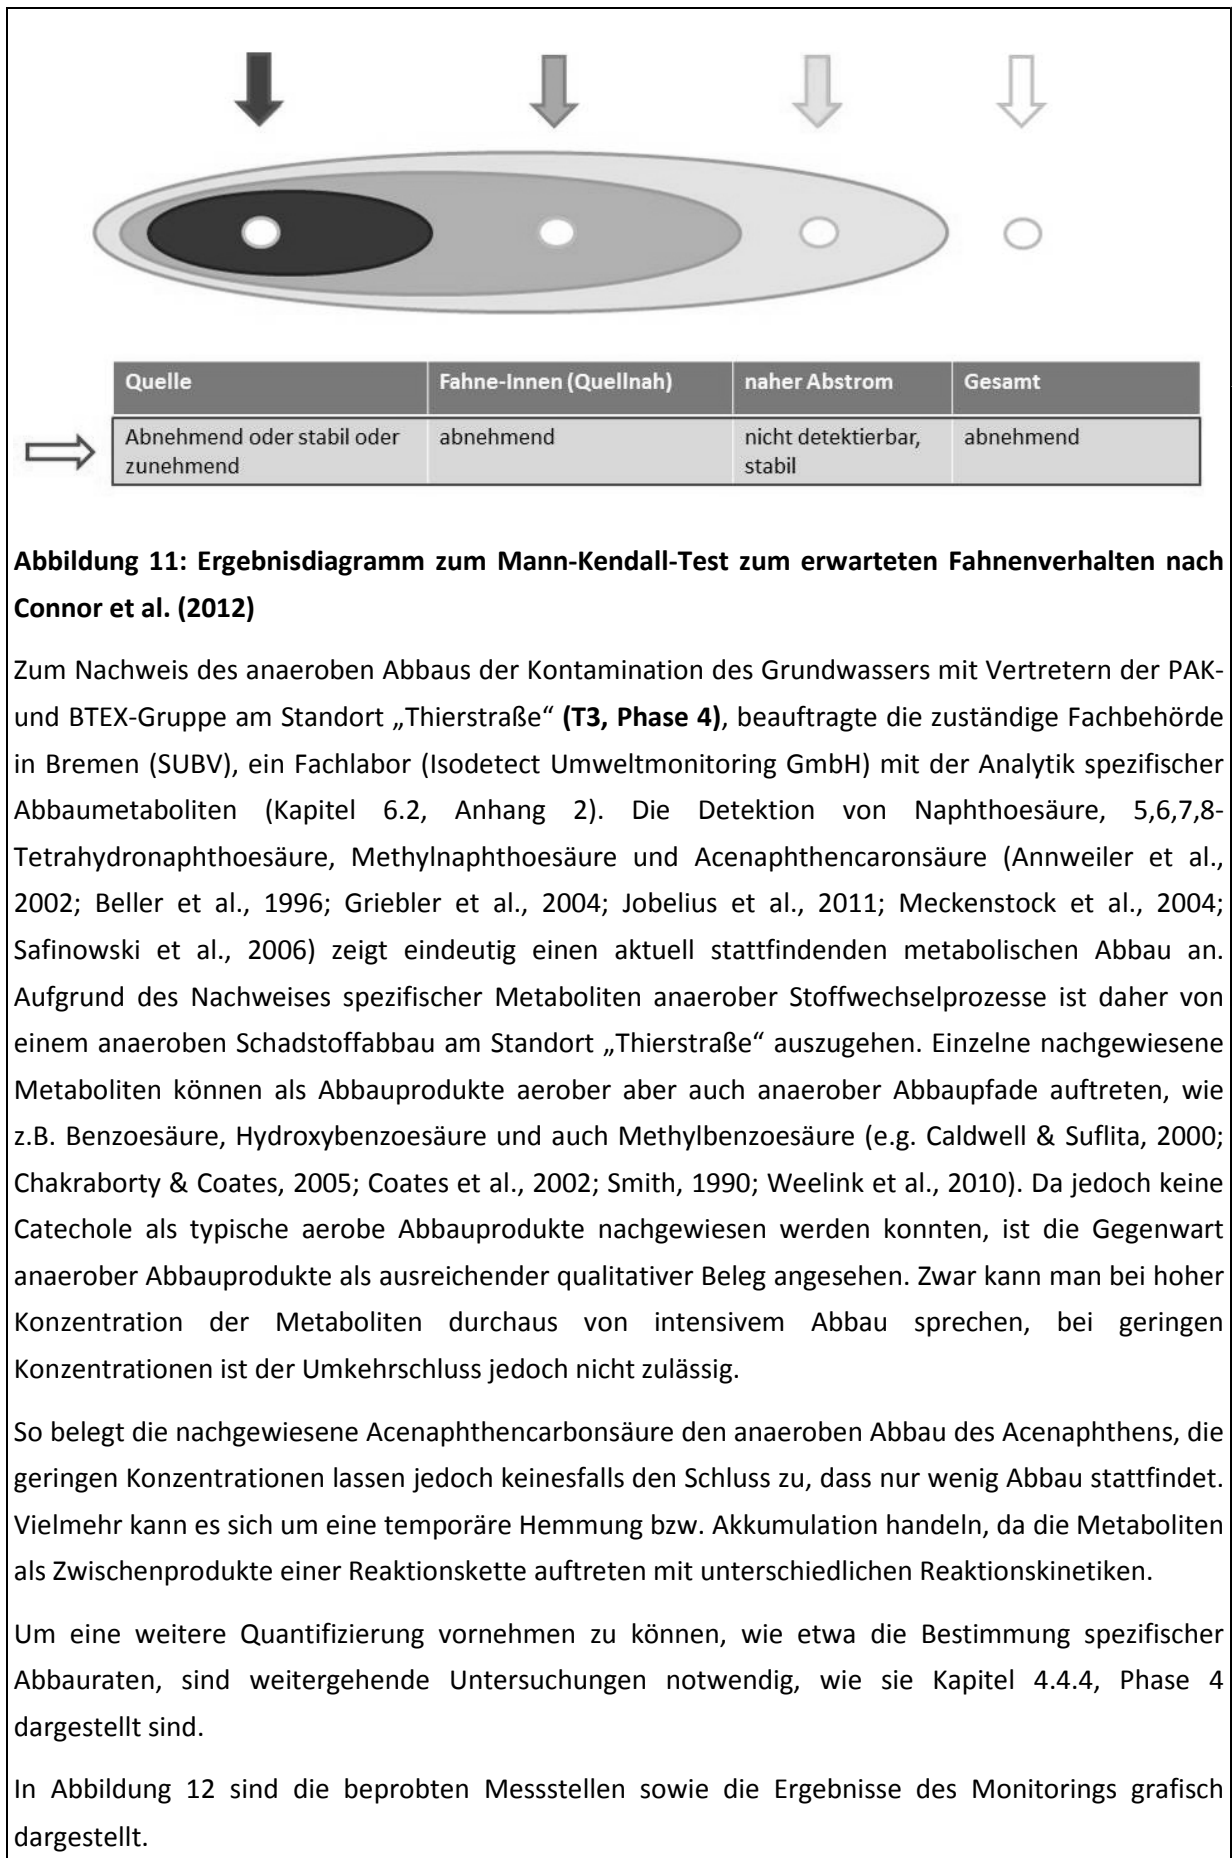 Quelle Fahne-Innen (Quellnah) naher Abstrom Gesamt
Abnehmend oder stabil oder zunehmend abnehmend nicht detektierbar, stabil abnehmend
Abbildung 11: Ergebnisdiagramm zum Mann-Kendall-Test zum erwarteten Fahnenverhalten nach
Connor et al. (2012)
Zum Nachweis des anaeroben Abbaus der Kontamination des Grundwassers mit Vertretern der PAK-
und BTEX-Gruppe am Standort „Thierstraße“ (T3, Phase 4), beauftragte die zuständige Fachbehörde
in Bremen (SUBV), ein Fachlabor (Isodetect Umweltmonitoring GmbH) mit der Analytik spezifischer
Abbaumetaboliten (Kapitel 6.2, Anhang 2). Die Detektion von Naphthoesäure, 5,6,7,8-
Tetrahydronaphthoesäure, Methylnaphthoesäure und Acenaphthencaronsäure (Annweiler et al.,
2002; Beller et al., 1996; Griebler et al., 2004; Jobelius et al., 2011; Meckenstock et al., 2004;
Safinowski et al., 2006) zeigt eindeutig einen aktuell stattfindenden metabolischen Abbau an.
Aufgrund des Nachweises spezifischer Metaboliten anaerober Stoffwechselprozesse ist daher von
einem anaeroben Schadstoffabbau am Standort „Thierstraße“ auszugehen. Einzelne nachgewiesene
Metaboliten können als Abbauprodukte aerober aber auch anaerober Abbaupfade auftreten, wie
z.B. Benzoesäure, Hydroxybenzoesäure und auch Methylbenzoesäure (e.g. Caldwell & Suflita, 2000;
Chakraborty & Coates, 2005; Coates et al., 2002; Smith, 1990; Weelink et al., 2010). Da jedoch keine
Catechole als typische aerobe Abbauprodukte nachgewiesen werden konnten, ist die Gegenwart
anaerober Abbauprodukte als ausreichender qualitativer Beleg angesehen. Zwar kann man bei hoher
Konzentration der Metaboliten durchaus von intensivem Abbau sprechen, bei geringen
Konzentrationen ist der Umkehrschluss jedoch nicht zulässig.
So belegt die nachgewiesene Acenaphthencarbonsäure den anaeroben Abbau des Acenaphthens, die
geringen Konzentrationen lassen jedoch keinesfalls den Schluss zu, dass nur wenig Abbau stattfindet.
Vielmehr kann es sich um eine temporäre Hemmung bzw. Akkumulation handeln, da die Metaboliten
als Zwischenprodukte einer Reaktionskette auftreten mit unterschiedlichen Reaktionskinetiken.
Um eine weitere Quantifizierung vornehmen zu können, wie etwa die Bestimmung spezifischer
Abbauraten, sind weitergehende Untersuchungen notwendig, wie sie Kapitel 4.4.4, Phase 4
dargestellt sind.
In Abbildung 12 sind die beprobten Messstellen sowie die Ergebnisse des Monitorings grafisch
dargestellt.